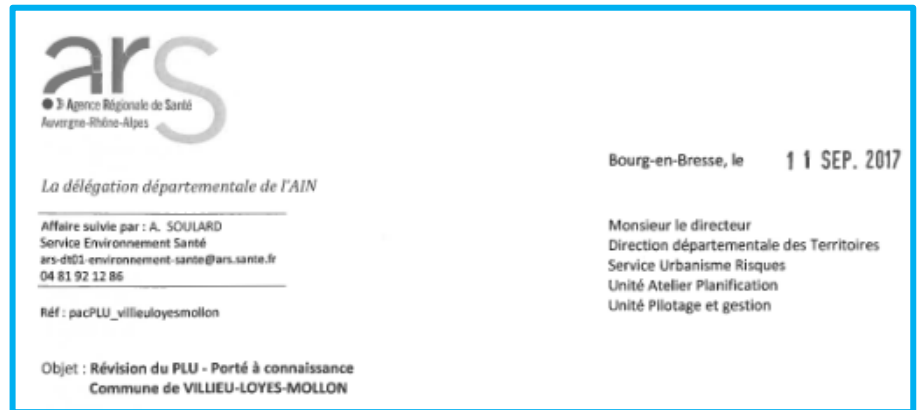 ars
Agence Régionale de Santé
Auvergne-Rhône-Alpes
La délégation départementale de l'AIN
Affaire suivie par : A. SOULARD
Service Environnement Santé
ars-dt01-environnement-sante@ars.sante.fr
04 81 92 12 86
Réf : pacPLU_villieuloyesmollon
Bourg-en-Bresse, le 11 SEP. 2017
Monsieur le directeur
Direction départementale des Territoires
Service Urbanisme Risques
Unité Atelier Planification
Unité Pilotage et gestion
Objet : Révision du PLU - Porté à connaissance
Commune de VILLIEU-LOYES-MOLLON